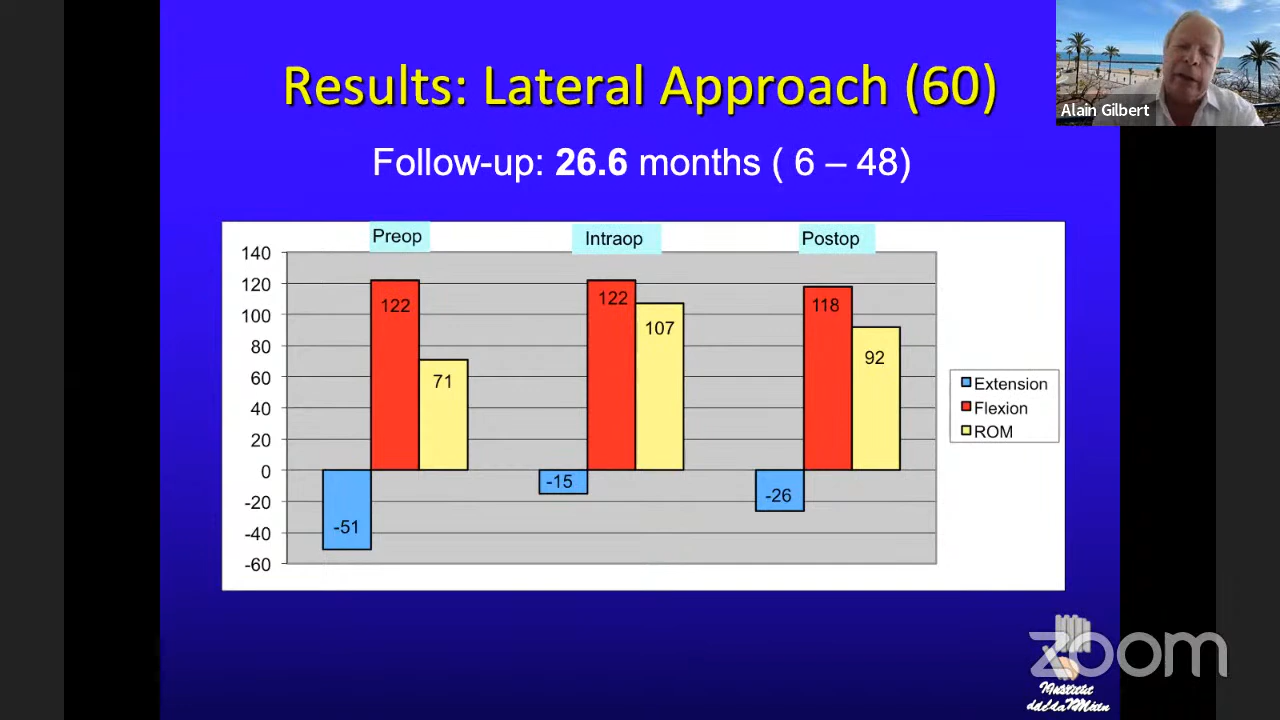 Results: Lateral Approach (60)
Alain Gilbert
Follow-up: 26.6 months ( 6 – 48)
Preop
Intraop
Postop
140
120
100
80
60
40
20
0
-20
-40
-60
122
71
-51
122
107
-15
118
92
-26
Extension
Flexion
ROM
zoom